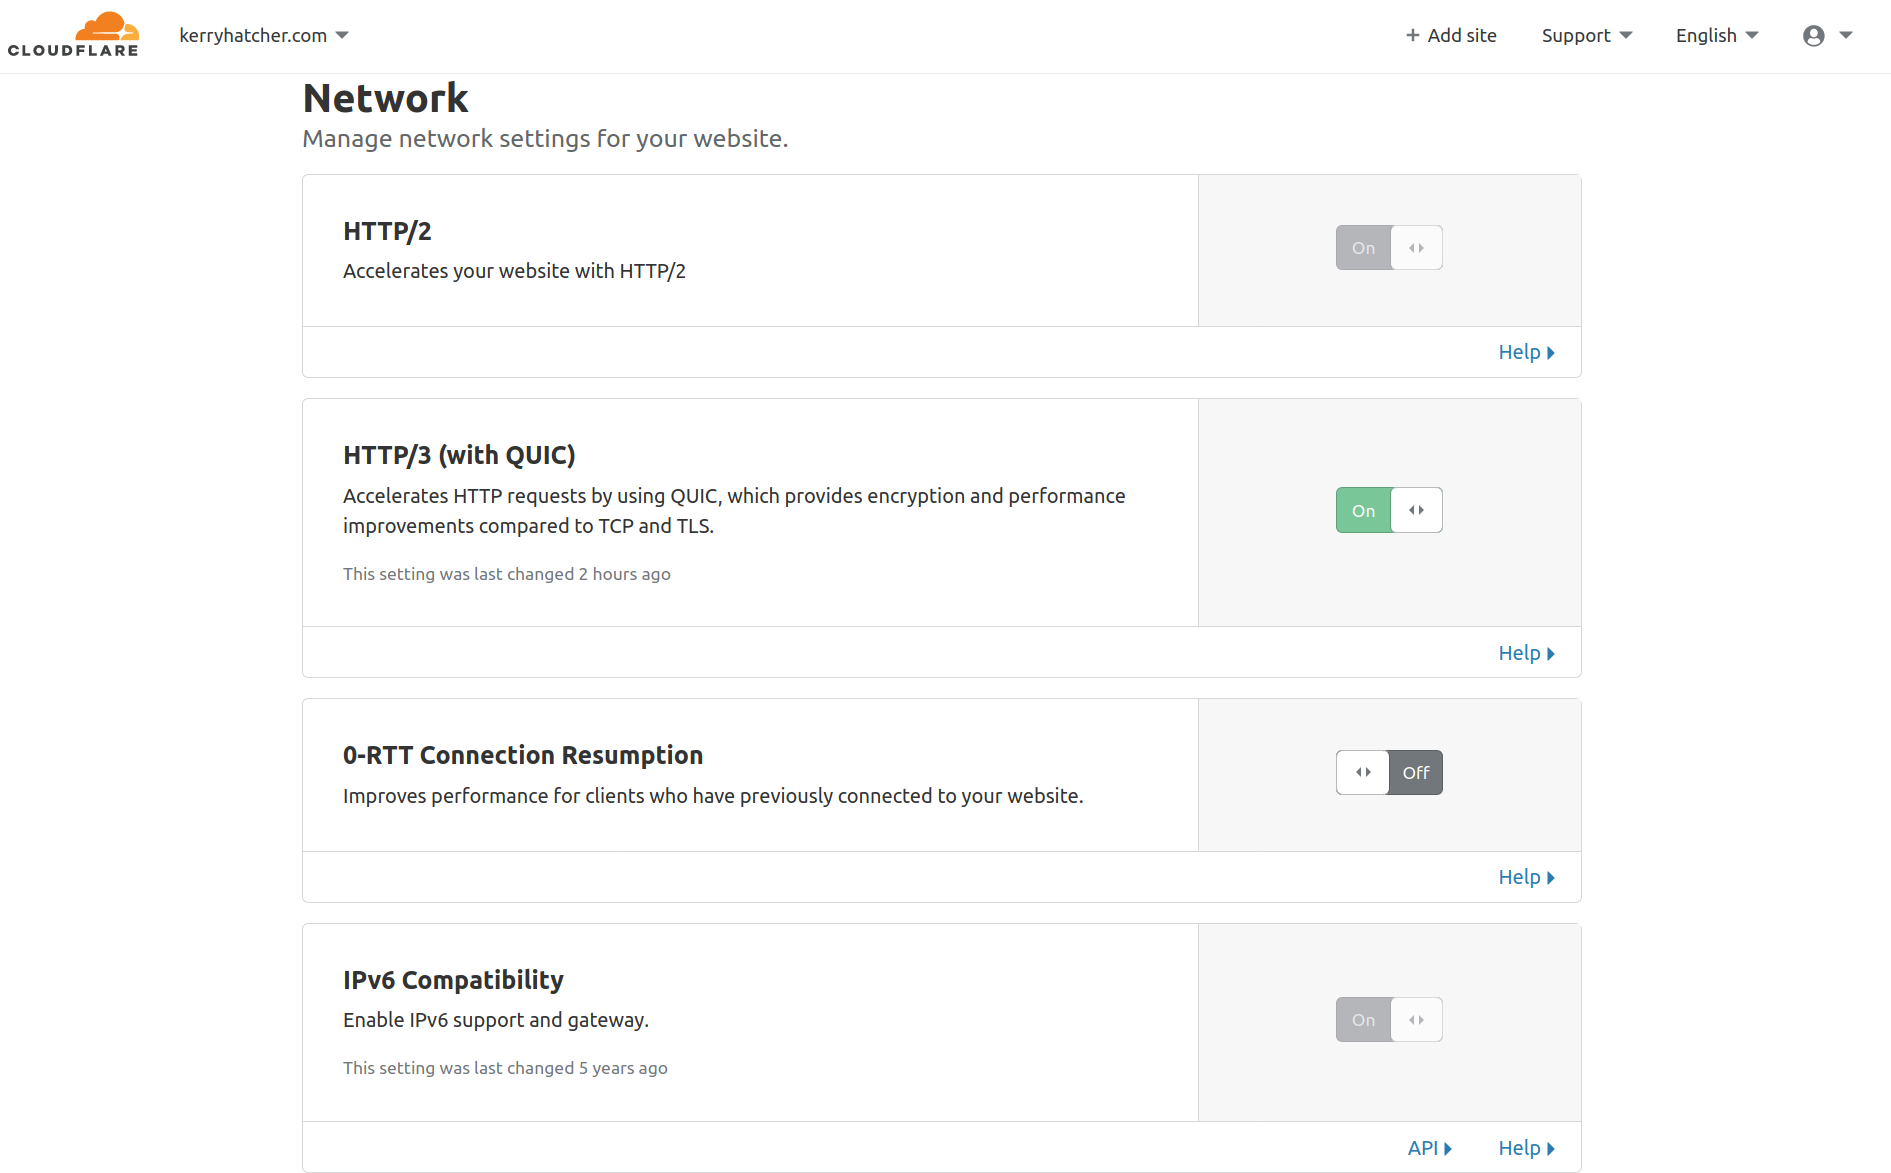 CLOUDFLARE
kerryhatcher.com
+ Add site
Support
English
Network
Manage network settings for your website.
HTTP/2
Accelerates your website with HTTP/2
On
Help
HTTP/3 (with QUIC)
Accelerates HTTP requests by using QUIC, which provides encryption and performance
improvements compared to TCP and TLS.
This setting was last changed 2 hours ago
On
Help
0-RTT Connection Resumption
Improves performance for clients who have previously connected to your website.
Off
Help
IPv6 Compatibility
Enable IPv6 support and gateway.
This setting was last changed 5 years ago
On
API
Help